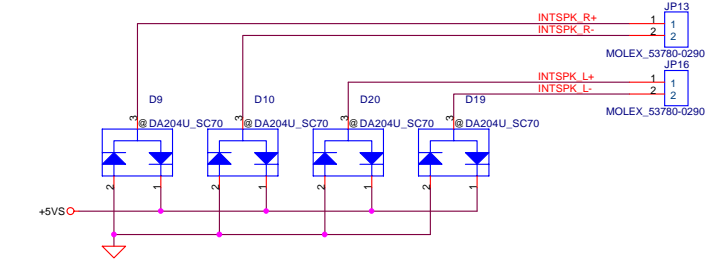 JP13
INTSPK_R+ 1 1
INTSPK_R- 2 2
MOLEX_53780-0290
JP16
INTSPK_L+ 1 1
INTSPK_L- 2 2
MOLEX_53780-0290
D9 D10 D20 D19
3 3 3 3
@DA204U_SC70 @DA204U_SC70 @DA204U_SC70 @DA204U_SC70
2 1 2 1 2 1 2 1
+5VS